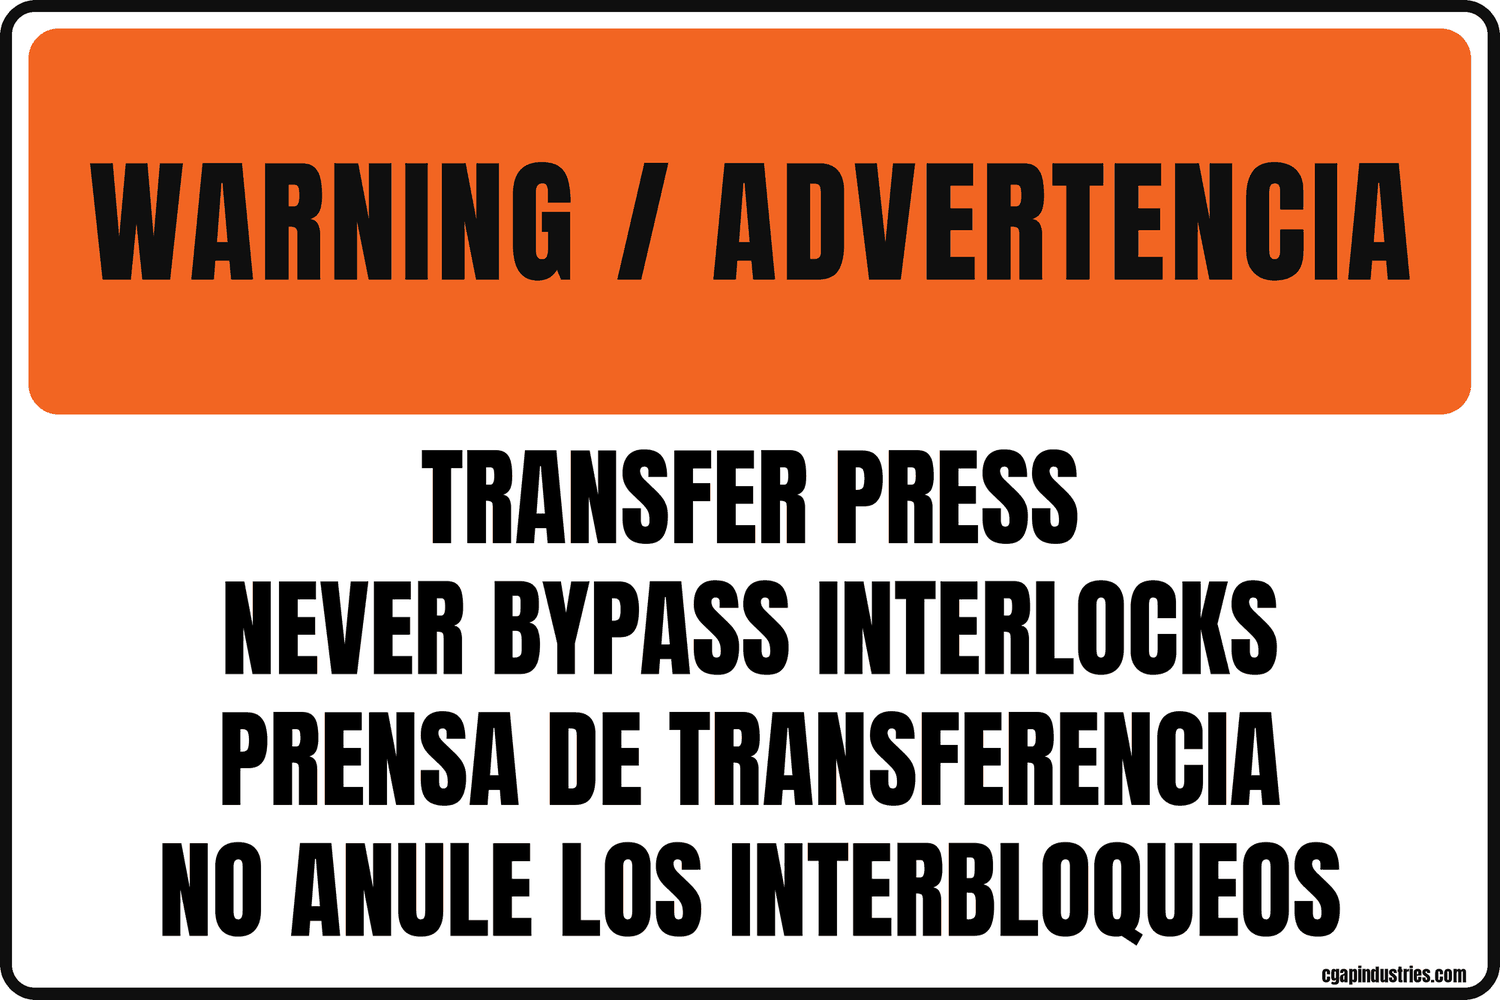 WARNING / ADVERTENCIA
TRANSFER PRESS
NEVER BYPASS INTERLOCKS
PRENSA DE TRANSFERENCIA
NO ANULE LOS INTERBLOQUEOS
cgapindustries.com